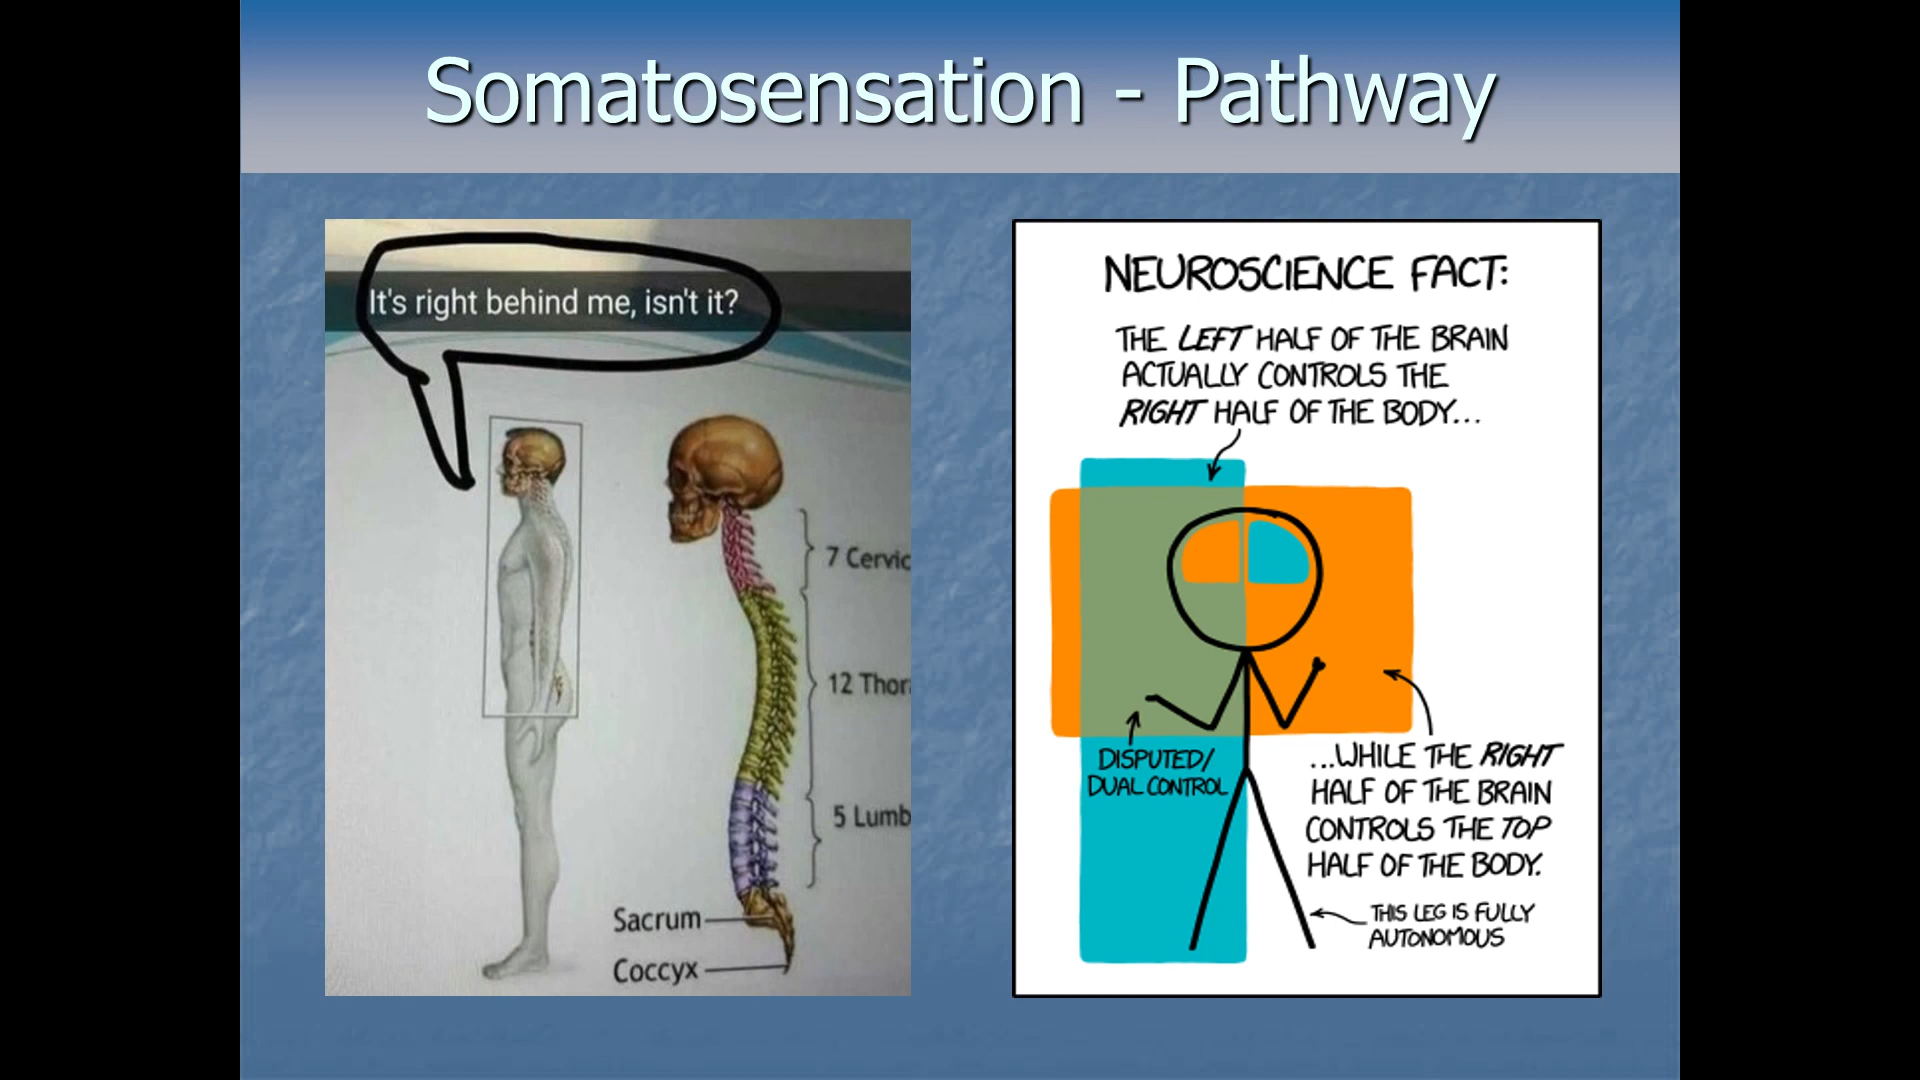 Somatosensation - Pathway
It's right behind me, isn't it?
7 Cervic
12 Thor
5 Lumb
Sacrum
Coccyx
NEUROSCIENCE FACT:
THE LEFT HALF OF THE BRAIN
ACTUALLY CONTROLS THE
RIGHT HALF OF THE BODY...
DISPUTED/
DUAL CONTROL
...WHILE THE RIGHT
HALF OF THE BRAIN
CONTROLS THE TOP
HALF OF THE BODY.
THIS LEG IS FULLY
AUTONOMOUS